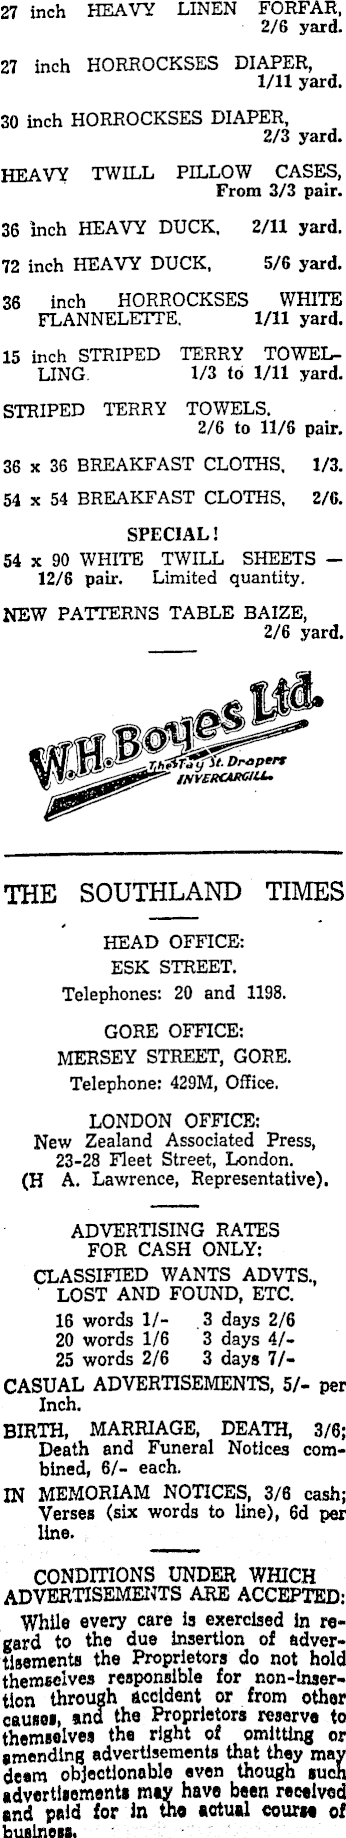 27 inch HEAVY LINEN FORFAR,
2/6 yard.
27 inch HORROCKSES DIAPER,
1/11 yard.
30 inch HORROCKSES DIAPER,
2/3 yard.
HEAVY TWILL PILLOW CASES,
From 3/3 pair.
36 inch HEAVY DUCK, 2/11 yard.
72 inch HEAVY DUCK, 5/6 yard.
36 inch HORROCKSES WHITE
FLANNELETTE. 1/11 yard.
15 inch STRIPED TERRY TOWEL-
LING. 1/3 to 1/11 yard.
STRIPED TERRY TOWELS.
2/6 to 11/6 pair.
36 x 36 BREAKFAST CLOTHS, 1/3.
54 x 54 BREAKFAST CLOTHS, 2/6.
SPECIAL!
54 x 90 WHITE TWILL SHEETS —
12/6 pair. Limited quantity.
NEW PATTERNS TABLE BAIZE,
2/6 yard.
W.H.Boyes Ltd.
The Tay St. Drapers
INVERCARGILL.
THE SOUTHLAND TIMES
HEAD OFFICE:
ESK STREET.
Telephones: 20 and 1198.
GORE OFFICE:
MERSEY STREET, GORE.
Telephone: 429M, Office.
LONDON OFFICE:
New Zealand Associated Press,
23-28 Fleet Street, London.
(H A. Lawrence, Representative).
ADVERTISING RATES
FOR CASH ONLY:
CLASSIFIED WANTS ADVTS.,
LOST AND FOUND, ETC.
16 words 1/- 3 days 2/6
20 words 1/6 3 days 4/-
25 words 2/6 3 days 7/-
CASUAL ADVERTISEMENTS, 5/- per
Inch.
BIRTH, MARRIAGE, DEATH, 3/6;
Death and Funeral Notices com-
bined, 6/- each.
IN MEMORIAM NOTICES, 3/6 cash;
Verses (six words to line), 6d per
line.
CONDITIONS UNDER WHICH
ADVERTISEMENTS ARE ACCEPTED:
While every care is exercised in re-
gard to the due insertion of adver-
tisements the Proprietors do not hold
themselves responsible for non-inser-
tion through accident or from other
causes, and the Proprietors reserve to
themselves the right of omitting or
amending advertisements that they may
deem objectionable even though such
advertisements may have been received
and paid for in the actual course of
business.